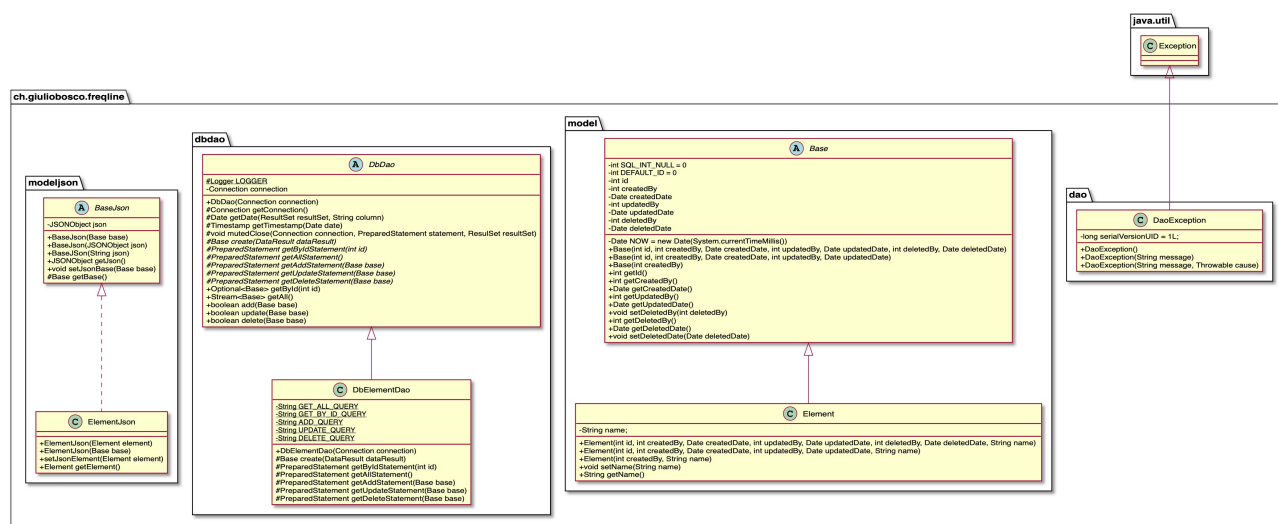 java.util
C Exception
ch.giuliobosco.freqline
modeljson
A BaseJson
-JSONObject json
+BaseJson(Base base)
+BaseJson(JSONObject json)
+BaseJSon(String json)
+JSONObject getJson()
+void setJsonBase(Base base)
#Base getBase()
C ElementJson
+ElementJson(Element element)
+ElementJson(Base base)
+setJsonElement(Element element)
+Element getElement()
dbdao
A DbDao
#Logger LOGGER
-Connection connection
+DbDao(Connection connection)
#Connection getConnection()
#Date getDate(ResultSet resultSet, String column)
#Timestamp getTimestamp(Date date)
#void mutedClose(Connection connection, PreparedStatement statement, ResultSet resultSet)
#Base create(DataResult dataResult)
#PreparedStatement getByIdStatement(int id)
#PreparedStatement getAllStatement()
#PreparedStatement getAddStatement(Base base)
#PreparedStatement getUpdateStatement(Base base)
#PreparedStatement getDeleteStatement(Base base)
+Optional<Base> getById(int id)
+Stream<Base> getAll()
+boolean add(Base base)
+boolean update(Base base)
+boolean delete(Base base)
C DbElementDao
-String GET_ALL_QUERY
-String GET_BY_ID_QUERY
-String ADD_QUERY
-String UPDATE_QUERY
-String DELETE_QUERY
+DbElementDao(Connection connection)
#Base create(DataResult dataResult)
#PreparedStatement getByIdStatement(int id)
#PreparedStatement getAllStatement()
#PreparedStatement getAddStatement(Base base)
#PreparedStatement getUpdateStatement(Base base)
#PreparedStatement getDeleteStatement(Base base)
model
A Base
-int SQL_INT_NULL = 0
-int DEFAULT_ID = 0
-int id
-int createdBy
-Date createdDate
-int updatedBy
-Date updatedDate
-int deletedBy
-Date deletedDate
-Date NOW = new Date(System.currentTimeMillis())
+Base(int id, int createdBy, Date createdDate, int updatedBy, Date updatedDate, int deletedBy, Date deletedDate)
+Base(int id, int createdBy, Date createdDate, int updatedBy, Date updatedDate)
+Base(int createdBy)
+int getId()
+int getCreatedBy()
+Date getCreatedDate()
+int getUpdatedBy()
+Date getUpdatedDate()
+void setDeletedBy(int deletedBy)
+int getDeletedBy()
+Date getDeletedDate()
+void setDeletedDate(Date deletedDate)
C Element
-String name;
+Element(int id, int createdBy, Date createdDate, int updatedBy, Date updatedDate, int deletedBy, Date deletedDate, String name)
+Element(int id, int createdBy, Date createdDate, int updatedBy, Date updatedDate, String name)
+Element(int createdBy, String name)
+void setName(String name)
+String getName()
dao
C DaoException
-long serialVersionUID = 1L;
+DaoException()
+DaoException(String message)
+DaoException(String message, Throwable cause)